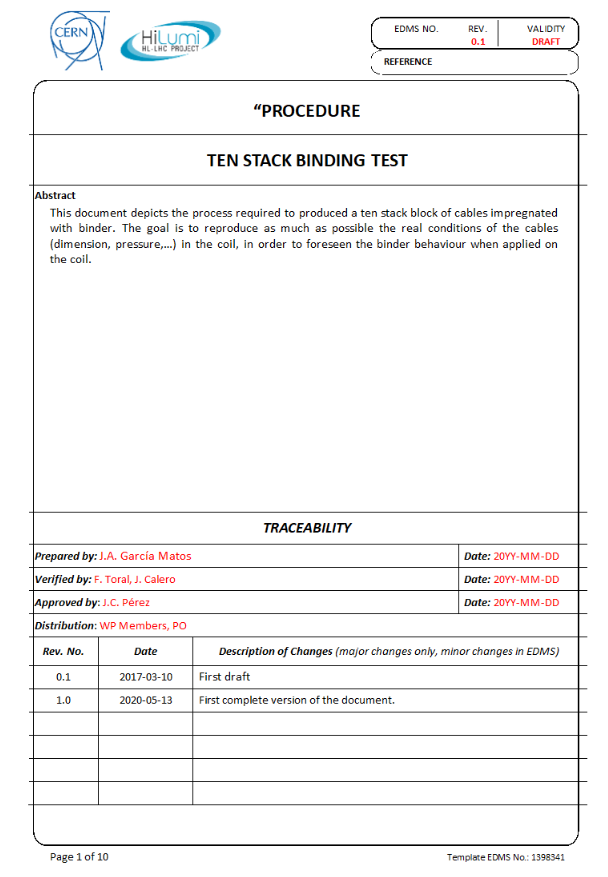 CERN
HiLumi
HL-LHC PROJECT
EDMS NO. REV. VALIDITY
0.1 DRAFT
REFERENCE
“PROCEDURE
TEN STACK BINDING TEST
Abstract
This document depicts the process required to produced a ten stack block of cables impregnated
with binder. The goal is to reproduce as much as possible the real conditions of the cables
(dimension, pressure,…) in the coil, in order to foreseen the binder behaviour when applied on
the coil.
TRACEABILITY
Prepared by: J.A. García Matos Date: 20YY-MM-DD
Verified by: F. Toral, J. Calero Date: 20YY-MM-DD
Approved by: J.C. Pérez Date: 20YY-MM-DD
Distribution: WP Members, PO
Rev. No. Date Description of Changes (major changes only, minor changes in EDMS)
0.1 2017-03-10 First draft
1.0 2020-05-13 First complete version of the document.
Page 1 of 10 Template EDMS No.: 1398341